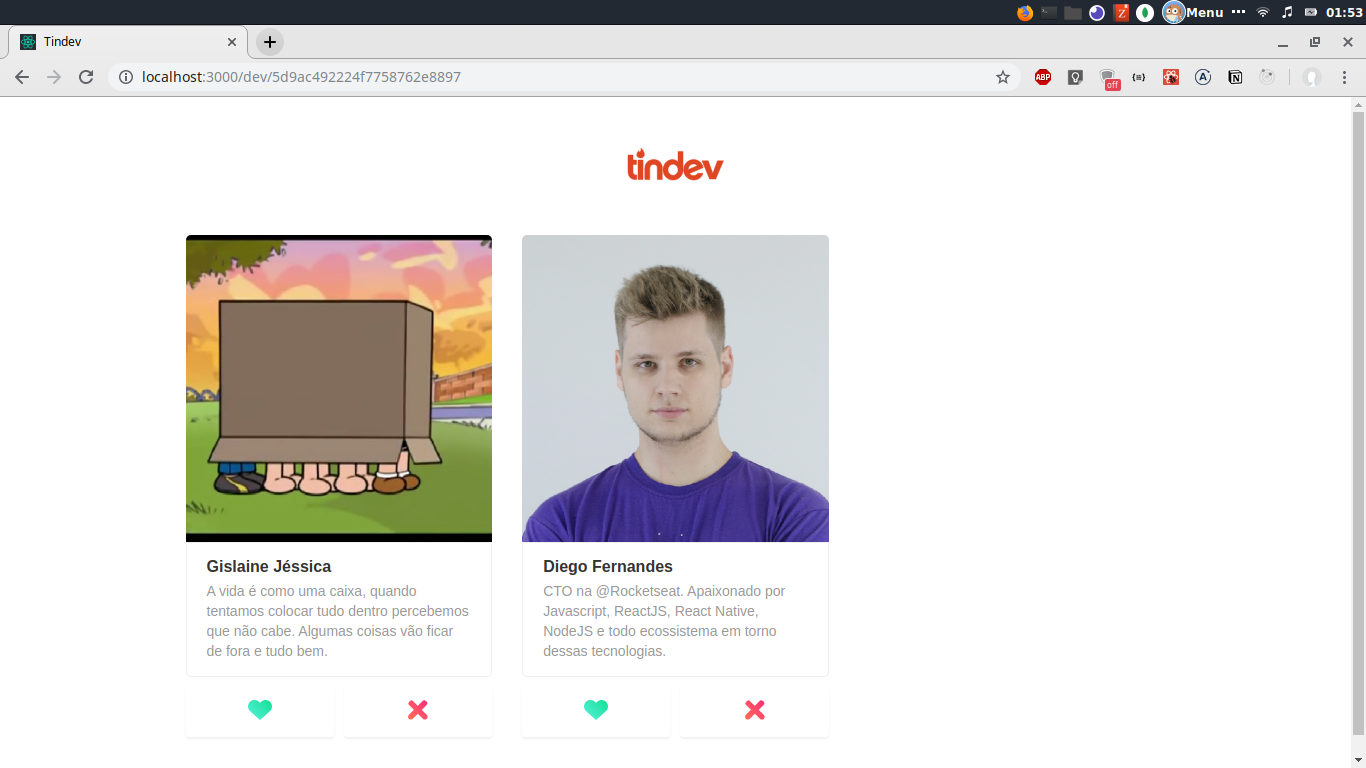 Menu
01:53
Tindev
localhost:3000/dev/5d9ac492224f7758762e8897
ABP
off
tindev
Gislaine Jéssica
A vida é como uma caixa, quando
tentamos colocar tudo dentro percebemos
que não cabe. Algumas coisas vão ficar
de fora e tudo bem.
Diego Fernandes
CTO na @Rocketseat. Apaixonado por
Javascript, ReactJS, React Native,
NodeJS e todo ecossistema em torno
dessas tecnologias.